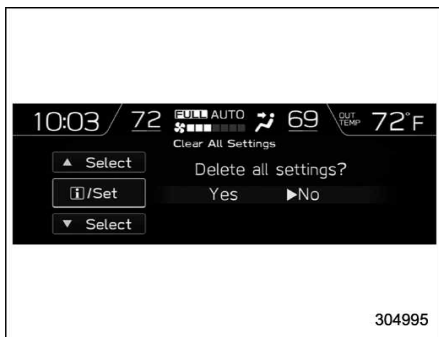 10:03 72 FULL AUTO 69 OUT TEMP 72°F
Clear All Settings
▲ Select
Delete all settings?
i/Set
Yes ▶No
▼ Select
304995